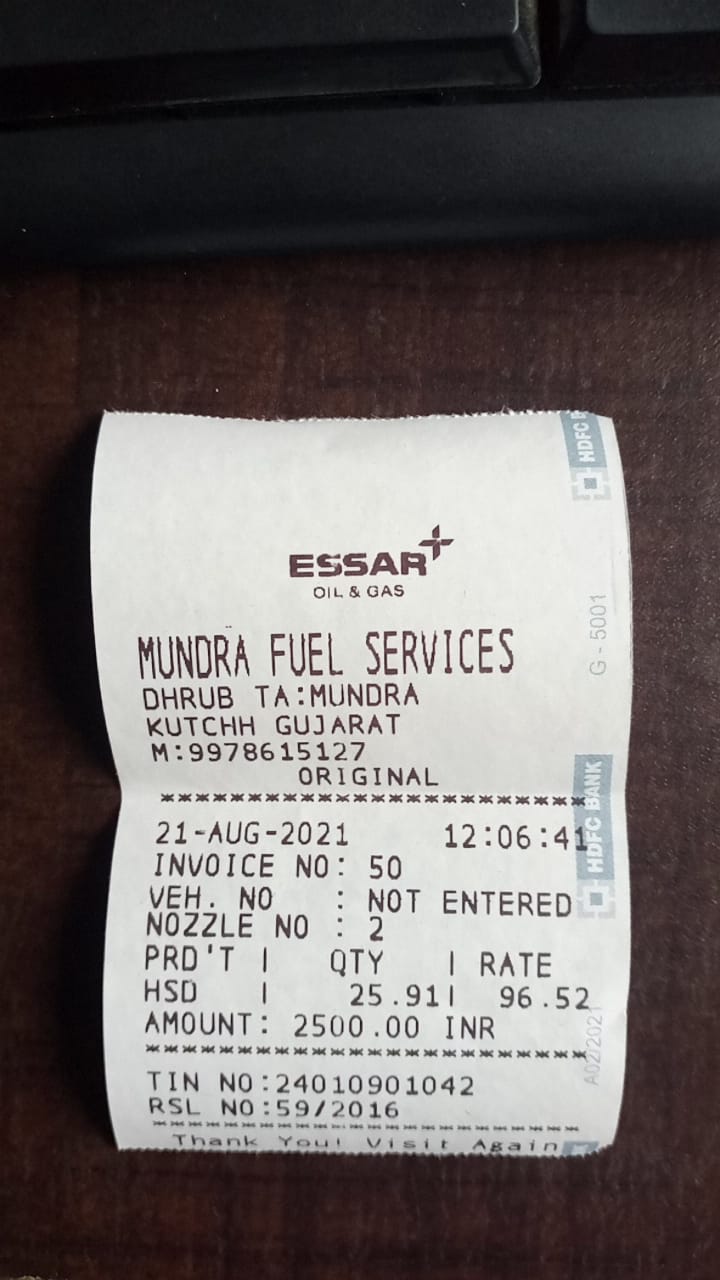 ESSAR
OIL & GAS
MUNDRA FUEL SERVICES
DHRUB TA:MUNDRA
KUTCHH GUJARAT
M:9978615127
ORIGINAL
*********************************
21-AUG-2021 12:06:41
INVOICE NO: 50
VEH. NO : NOT ENTERED
NOZZLE NO : 2
PRD'T | QTY | RATE
HSD | 25.91| 96.52
AMOUNT: 2500.00 INR
*********************************
TIN NO:24010901042
RSL NO:59/2016
*********************************
Thank You! Visit Again
HDFC B
G - 5001
HDFC BANK
A02/2021